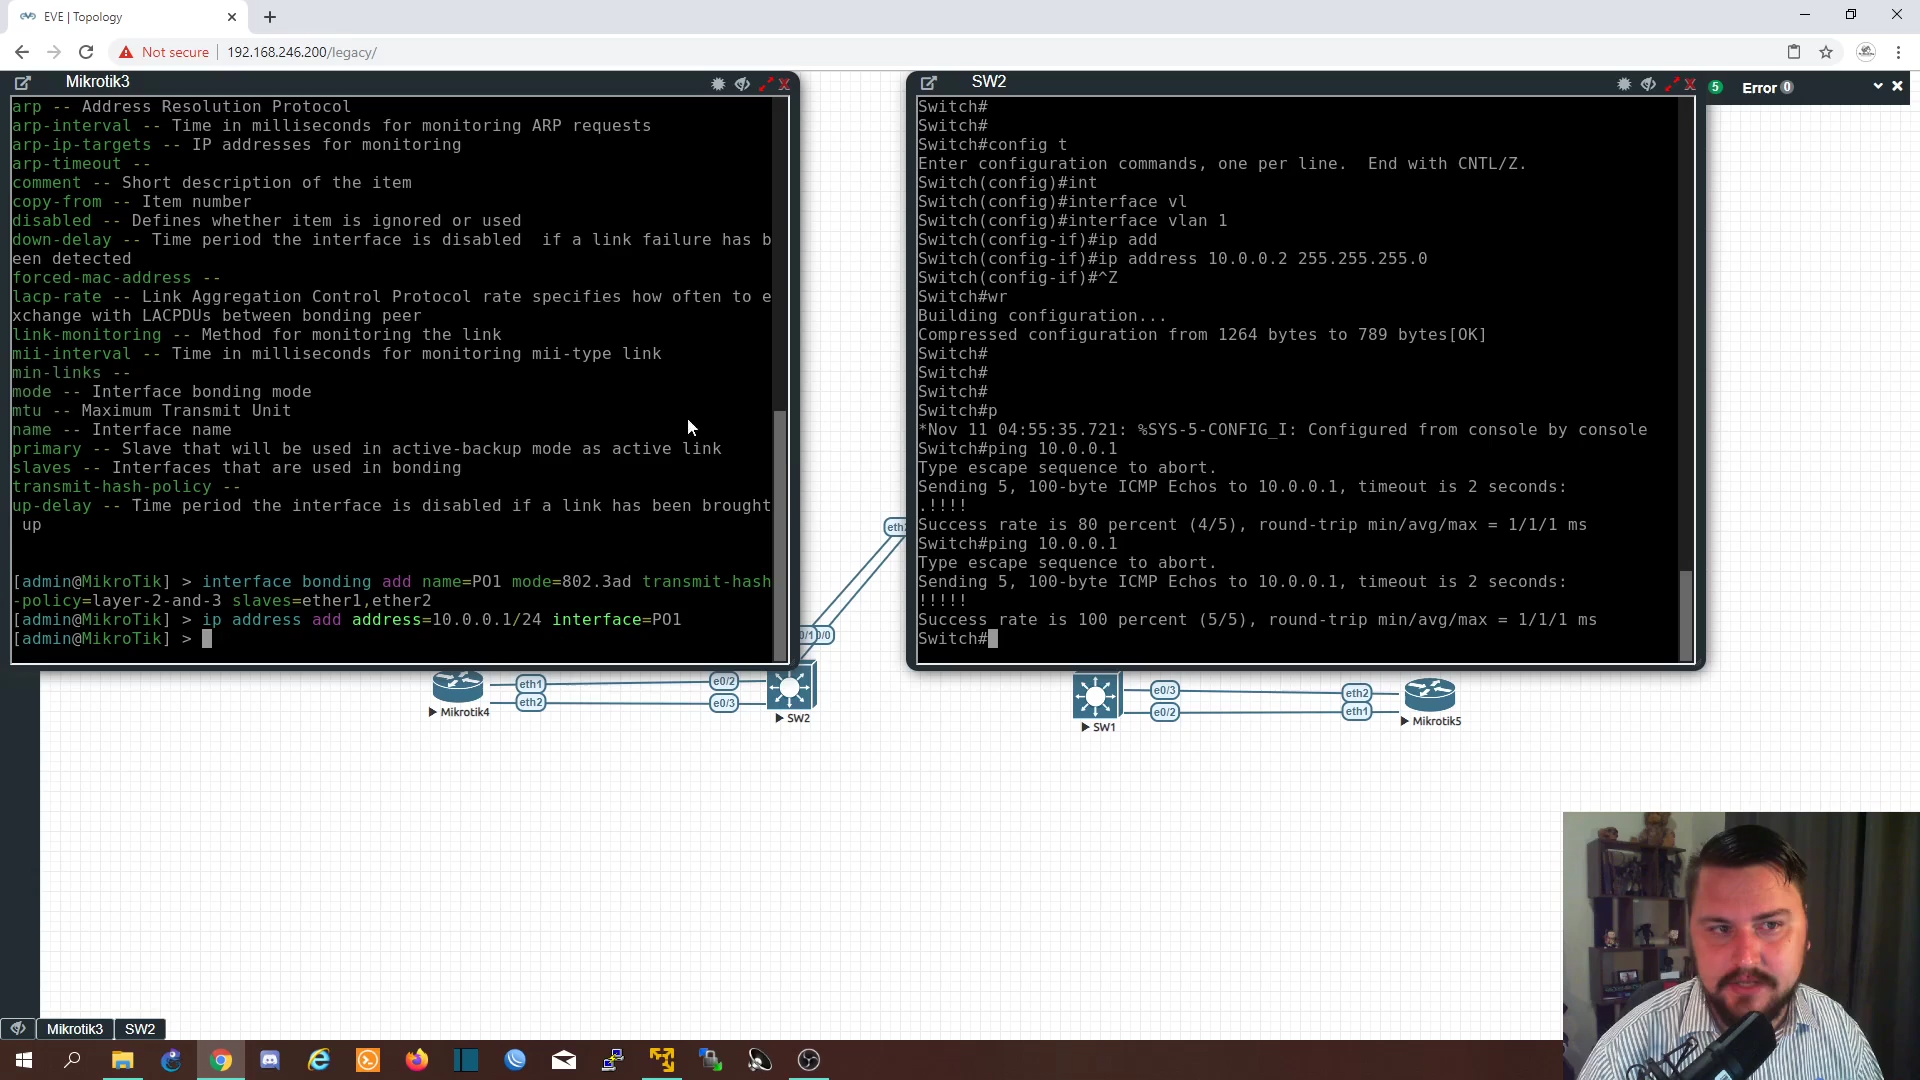 EVE | Topology
Not secure
192.168.246.200/legacy/
Mikrotik3
arp -- Address Resolution Protocol
arp-interval -- Time in milliseconds for monitoring ARP requests
arp-ip-targets -- IP addresses for monitoring
arp-timeout --
comment -- Short description of the item
copy-from -- Item number
disabled -- Defines whether item is ignored or used
down-delay -- Time period the interface is disabled  if a link failure has b
een detected
forced-mac-address --
lacp-rate -- Link Aggregation Control Protocol rate specifies how often to e
xchange with LACPDUs between bonding peer
link-monitoring -- Method for monitoring the link
mii-interval -- Time in milliseconds for monitoring mii-type link
min-links --
mode -- Interface bonding mode
mtu -- Maximum Transmit Unit
name -- Interface name
primary -- Slave that will be used in active-backup mode as active link
slaves -- Interfaces that are used in bonding
transmit-hash-policy --
up-delay -- Time period the interface is disabled if a link has been brought
up
[admin@MikroTik] > interface bonding add name=PO1 mode=802.3ad transmit-hash
-policy=layer-2-and-3 slaves=ether1,ether2
[admin@MikroTik] > ip address add address=10.0.0.1/24 interface=PO1
[admin@MikroTik] >
SW2
Switch#
Switch#
Switch#config t
Enter configuration commands, one per line.  End with CNTL/Z.
Switch(config)#int
Switch(config)#interface vl
Switch(config)#interface vlan 1
Switch(config-if)#ip add
Switch(config-if)#ip address 10.0.0.2 255.255.255.0
Switch(config-if)#^Z
Switch#wr
Building configuration...
Compressed configuration from 1264 bytes to 789 bytes[OK]
Switch#
Switch#
Switch#
Switch#p
*Nov 11 04:55:35.721: %SYS-5-CONFIG_I: Configured from console by console
Switch#ping 10.0.0.1
Type escape sequence to abort.
Sending 5, 100-byte ICMP Echos to 10.0.0.1, timeout is 2 seconds:
.!!!!
Success rate is 80 percent (4/5), round-trip min/avg/max = 1/1/1 ms
Switch#ping 10.0.0.1
Type escape sequence to abort.
Sending 5, 100-byte ICMP Echos to 10.0.0.1, timeout is 2 seconds:
!!!!!
Success rate is 100 percent (5/5), round-trip min/avg/max = 1/1/1 ms
Switch#
5
Error 0
eth1
eth2
e0/2
e0/3
Mikrotik4
SW2
e0/3
e0/2
eth2
eth1
SW1
Mikrotik5
Mikrotik3
SW2